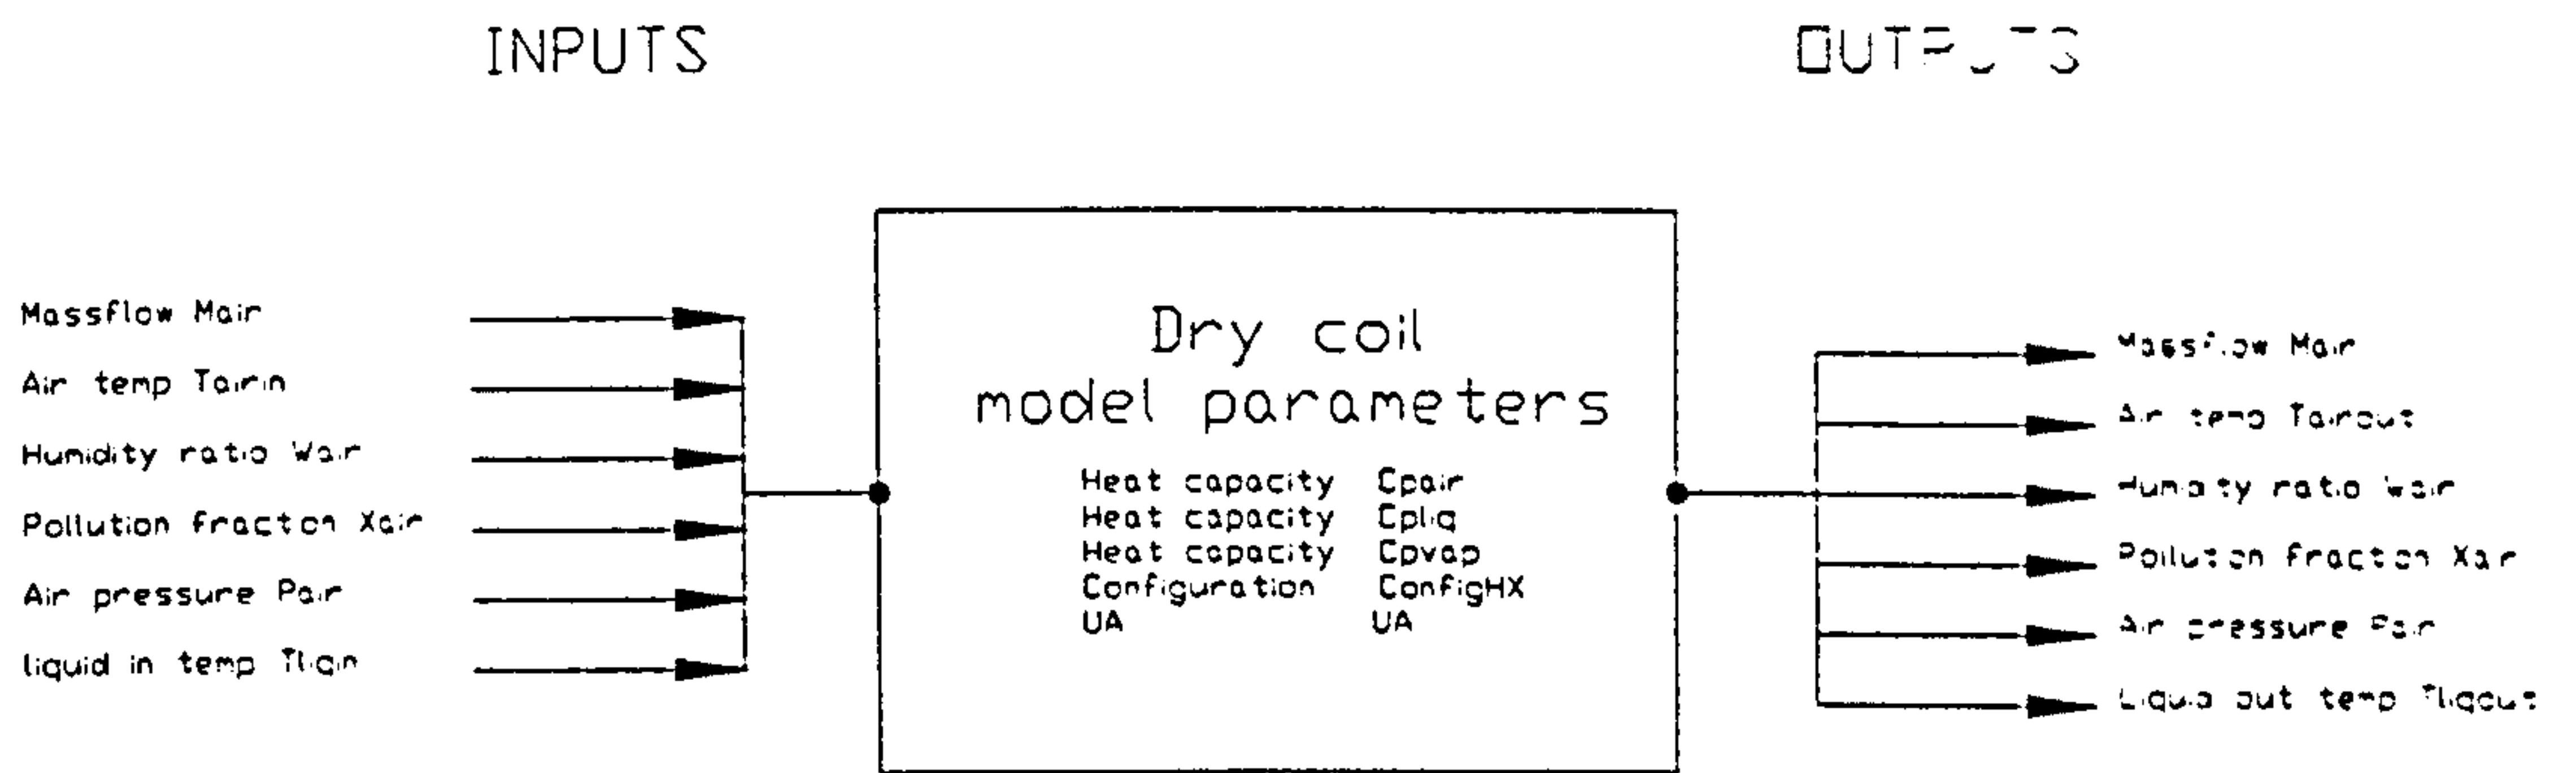 INPUTS
OUTPUTS
Massflow Mair
Air temp Tairin
Humidity ratio Wair
Pollution fraction Xair
Air pressure Pair
liquid in temp Tliqin
Dry coil
model parameters
Heat capacity Cpair
Heat capacity Cpliq
Heat capacity Cpvap
Configuration ConfigHX
UA UA
Massflow Mair
Air temp Tairout
Humidity ratio Wair
Pollution fraction Xair
Air pressure Pair
Liquid out temp Tliqout